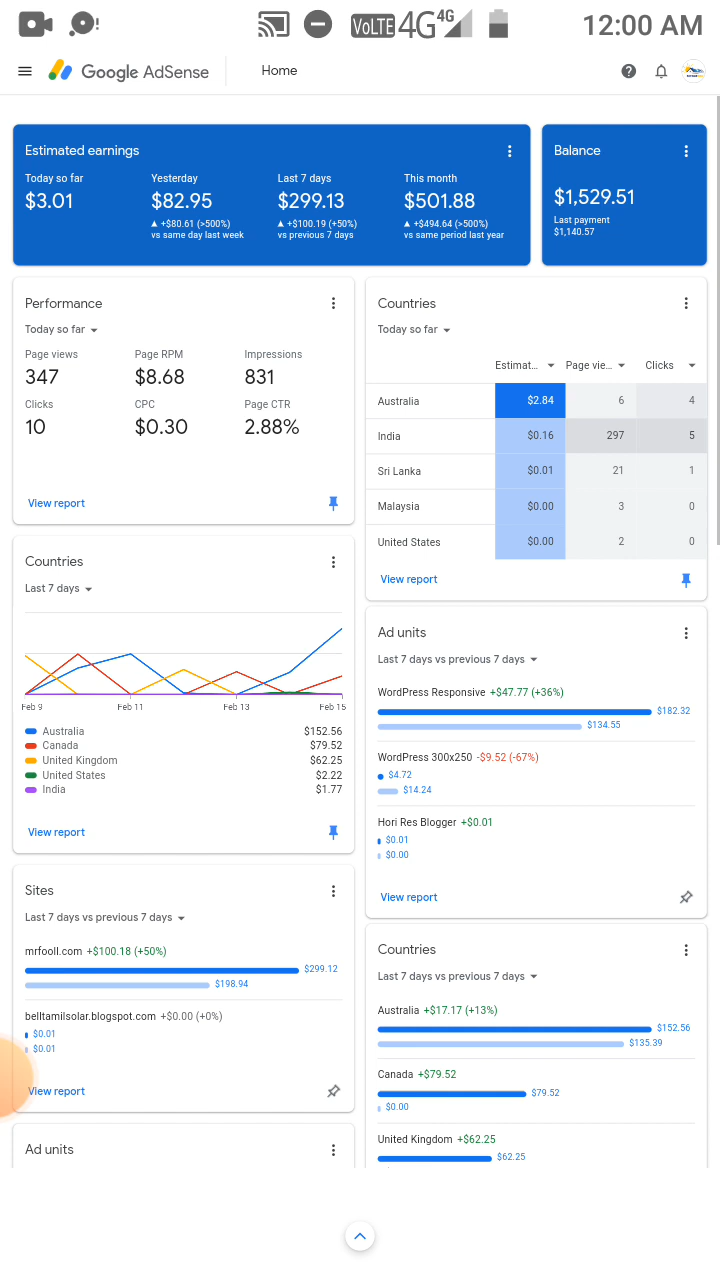 VoLTE 4G 4G 12:00 AM
Google AdSense Home
Estimated earnings
Today so far Yesterday Last 7 days This month
$3.01 $82.95 $299.13 $501.88
+$80.61 (>500%) +$100.19 (+50%) +$494.64 (>500%)
vs same day last week vs previous 7 days vs same period last year
Balance
$1,529.51
Last payment
$1,140.57
Performance
Today so far
Page views Page RPM Impressions
347 $8.68 831
Clicks CPC Page CTR
10 $0.30 2.88%
View report
Countries
Today so far
Estimat... Page vie... Clicks
Australia $2.84 6 4
India $0.16 297 5
Sri Lanka $0.01 21 1
Malaysia $0.00 3 0
United States $0.00 2 0
View report
Countries
Last 7 days
Feb 9 Feb 11 Feb 13 Feb 15
Australia $152.56
Canada $79.52
United Kingdom $62.25
United States $2.22
India $1.77
View report
Ad units
Last 7 days vs previous 7 days
WordPress Responsive +$47.77 (+36%)
$182.32
$134.55
WordPress 300x250 -$9.52 (-67%)
$4.72
$14.24
Hori Res Blogger +$0.01
$0.01
$0.00
View report
Sites
Last 7 days vs previous 7 days
mrfooll.com +$100.18 (+50%)
$299.12
$198.94
belltamilsolar.blogspot.com +$0.00 (+0%)
$0.01
$0.01
View report
Countries
Last 7 days vs previous 7 days
Australia +$17.17 (+13%)
$152.56
$135.39
Canada +$79.52
$79.52
$0.00
United Kingdom +$62.25
$62.25
Ad units